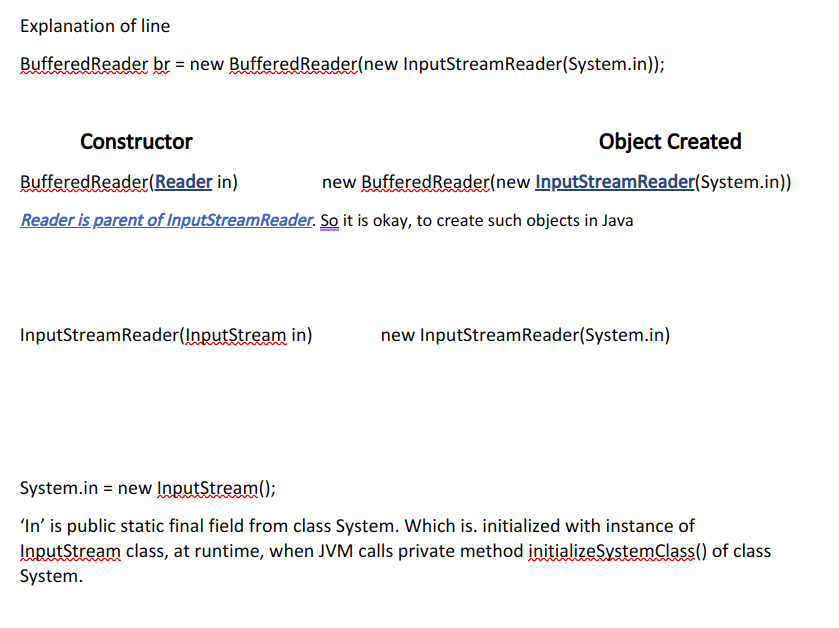 Explanation of line
BufferedReader br = new BufferedReader(new InputStreamReader(System.in));
Constructor Object Created
BufferedReader(Reader in) new BufferedReader(new InputStreamReader(System.in))
Reader is parent of InputStreamReader. So it is okay, to create such objects in Java
InputStreamReader(InputStream in) new InputStreamReader(System.in)
System.in = new InputStream();
‘In’ is public static final field from class System. Which is. initialized with instance of
InputStream class, at runtime, when JVM calls private method initializeSystemClass() of class
System.